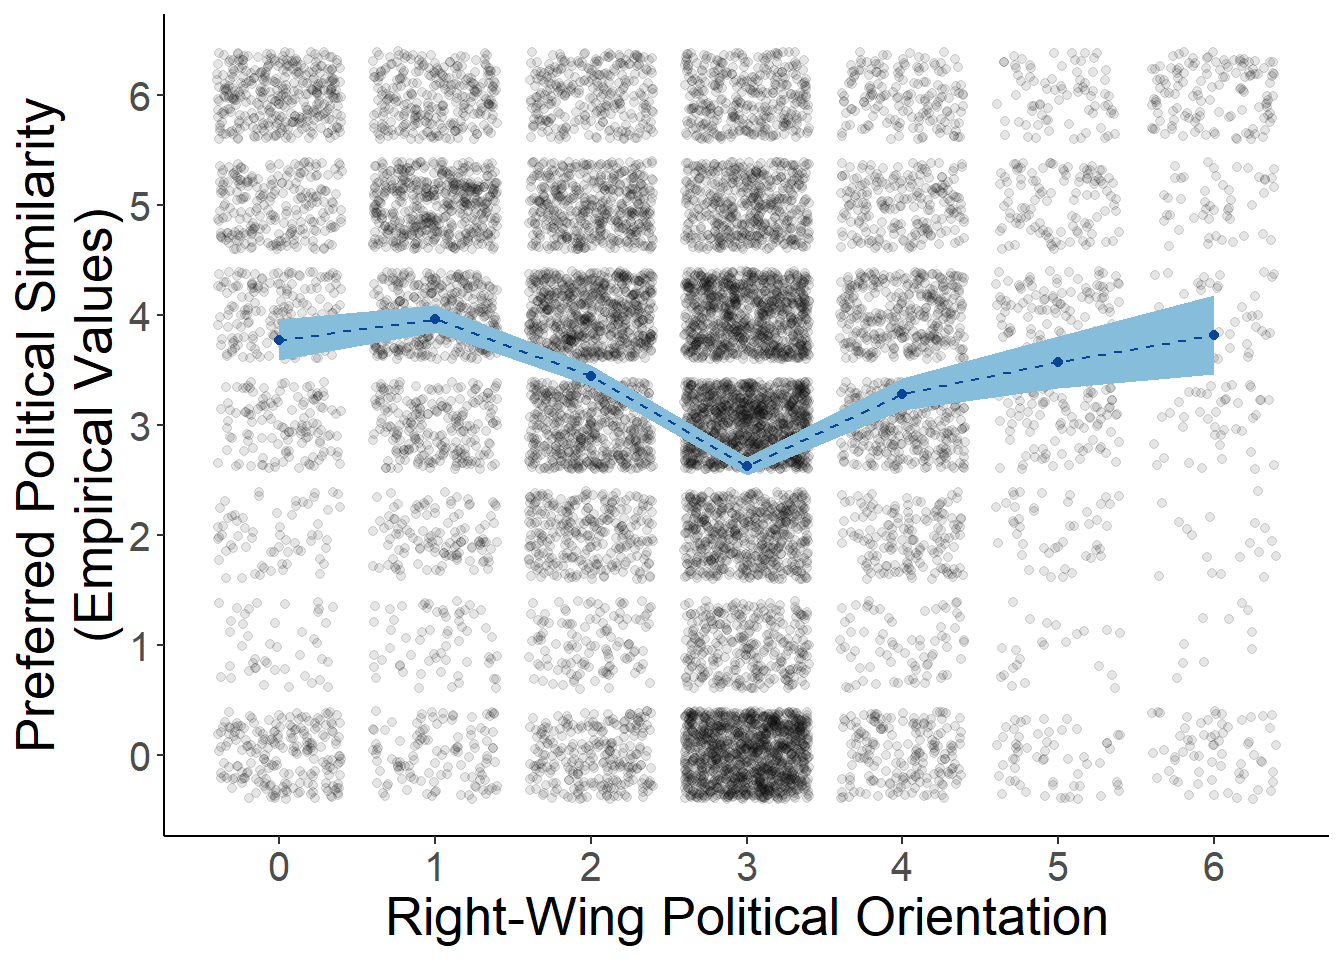 Preferred Political Similarity
(Empirical Values)
6
5
4
3
2
1
0
0 1 2 3 4 5 6
Right-Wing Political Orientation